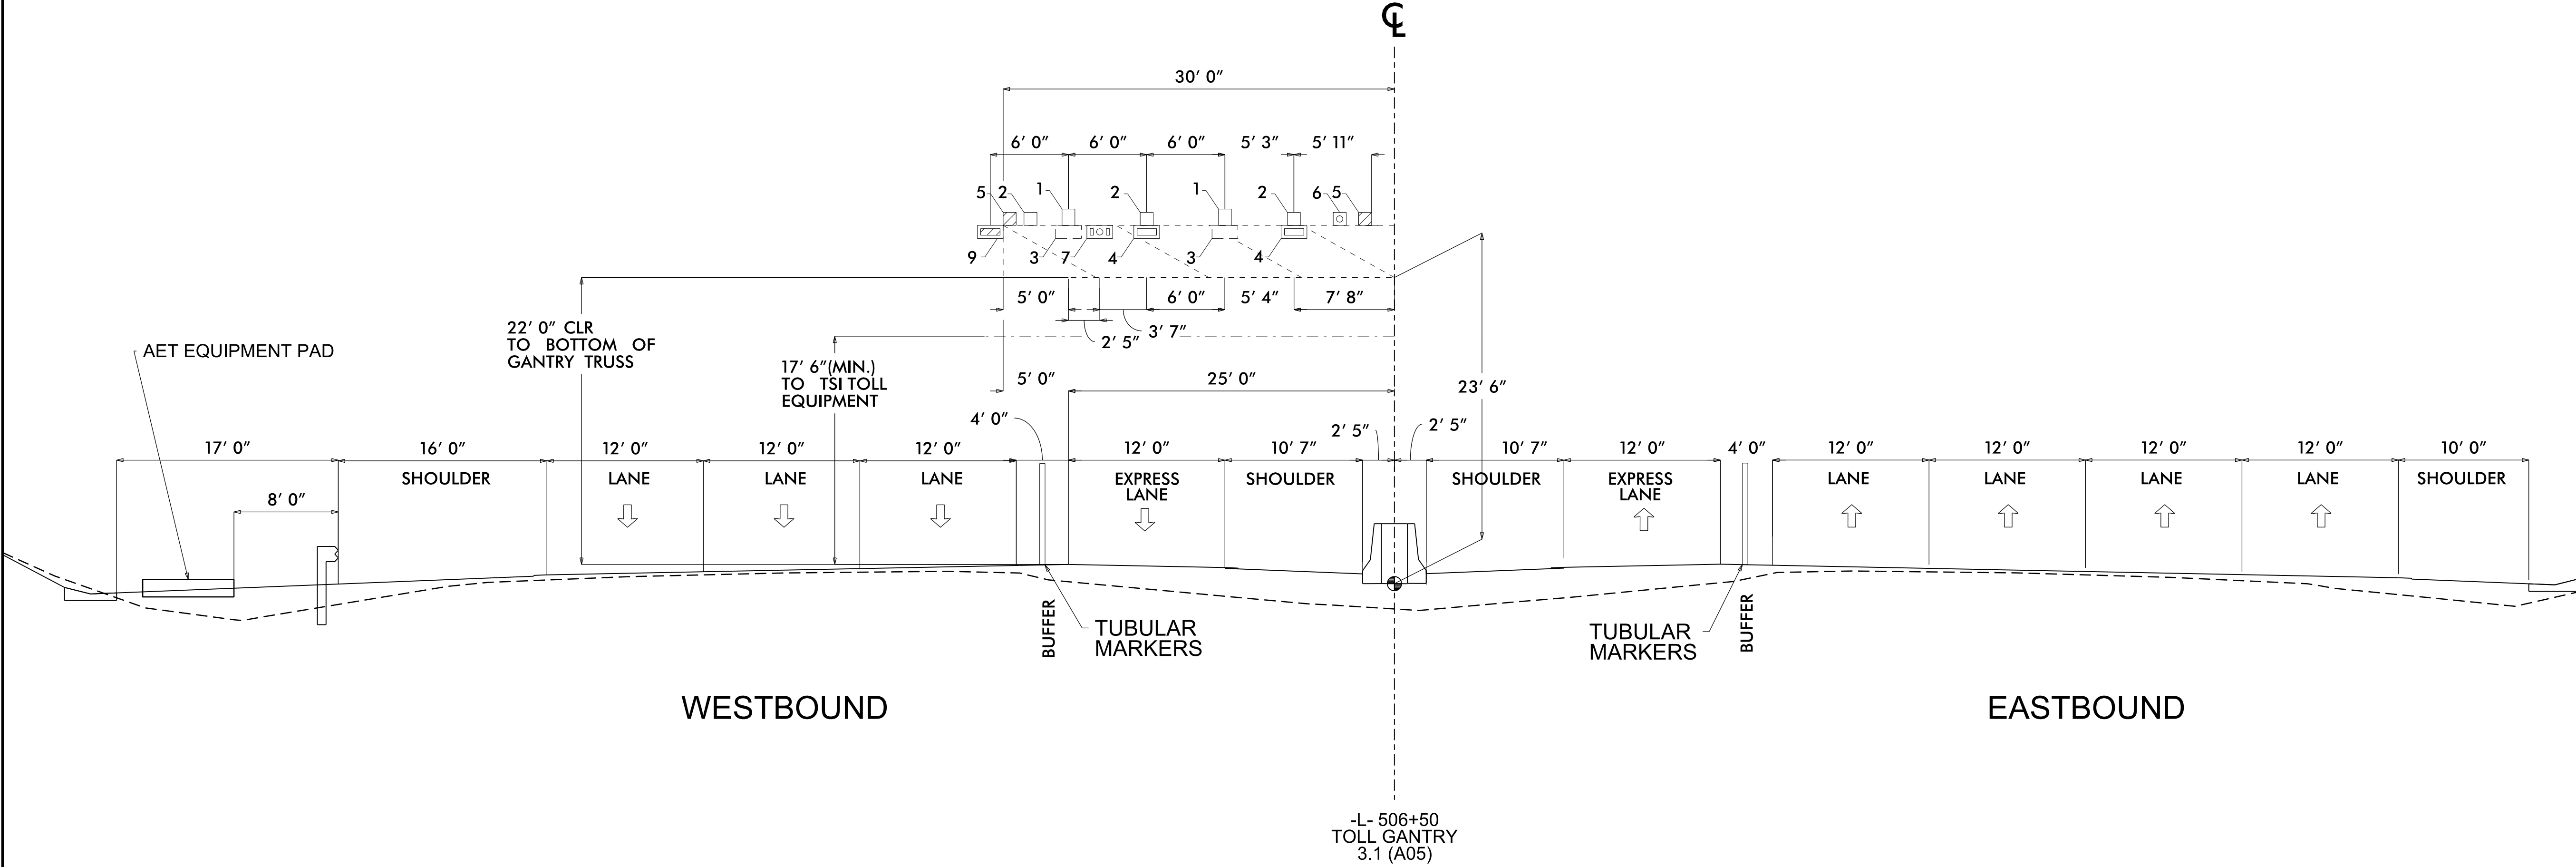 ℄
30' 0"
6' 0" 6' 0" 6' 0" 5' 3" 5' 11"
5 2 1 2 1 2 6 5
9 3 7 4 3 4
5' 0" 6' 0" 5' 4" 7' 8"
3' 7"
2' 5"
22' 0" CLR
TO BOTTOM OF
GANTRY TRUSS
AET EQUIPMENT PAD
17' 6"(MIN.)
TO TSI TOLL
EQUIPMENT
5' 0" 25' 0"
23' 6"
4' 0" 2' 5" 2' 5"
17' 0" 16' 0" 12' 0" 12' 0" 12' 0" 12' 0" 10' 7" 10' 7" 12' 0" 4' 0" 12' 0" 12' 0" 12' 0" 12' 0" 10' 0"
SHOULDER LANE LANE LANE EXPRESS SHOULDER SHOULDER EXPRESS LANE LANE LANE LANE SHOULDER
LANE LANE
8' 0"
BUFFER
TUBULAR
MARKERS
TUBULAR
MARKERS
BUFFER
WESTBOUND EASTBOUND
-L- 506+50
TOLL GANTRY
3.1 (A05)